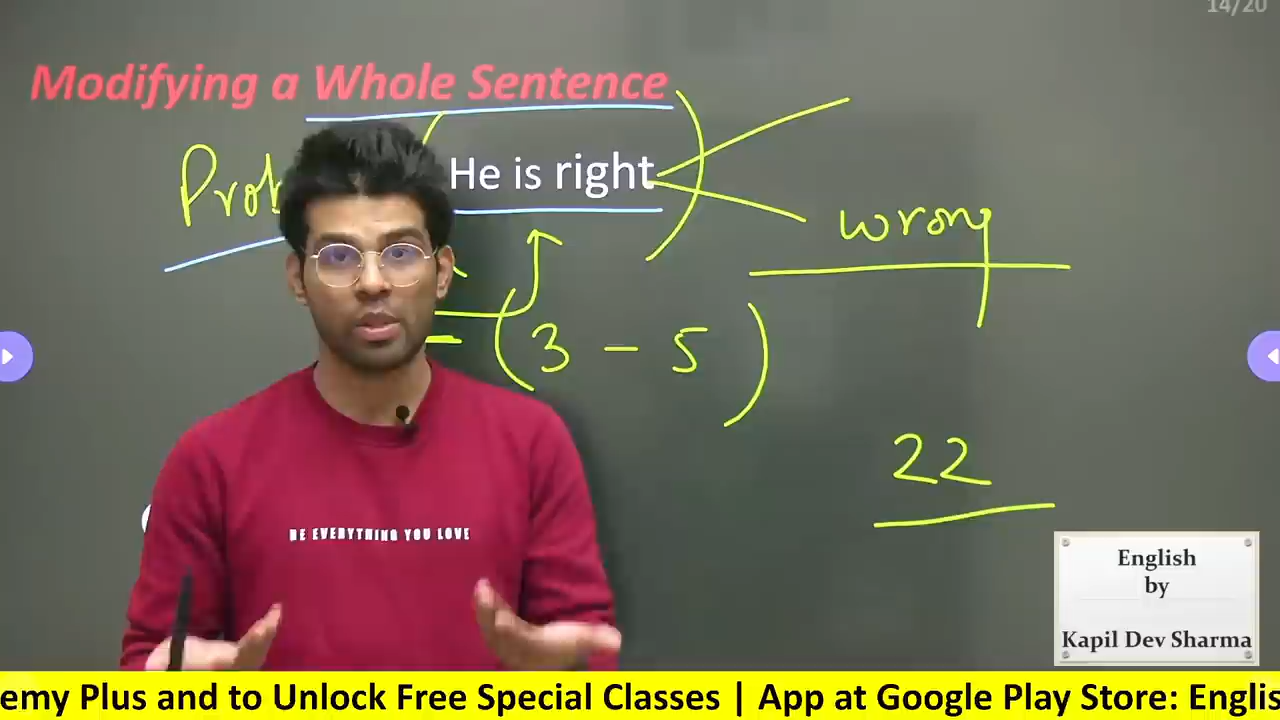 14/20
Modifying a Whole Sentence
Prob He is right
wrong
= (3 - 5)
22
BE EVERYTHING YOU LOVE
English
by
Kapil Dev Sharma
emy Plus and to Unlock Free Special Classes | App at Google Play Store: Englis